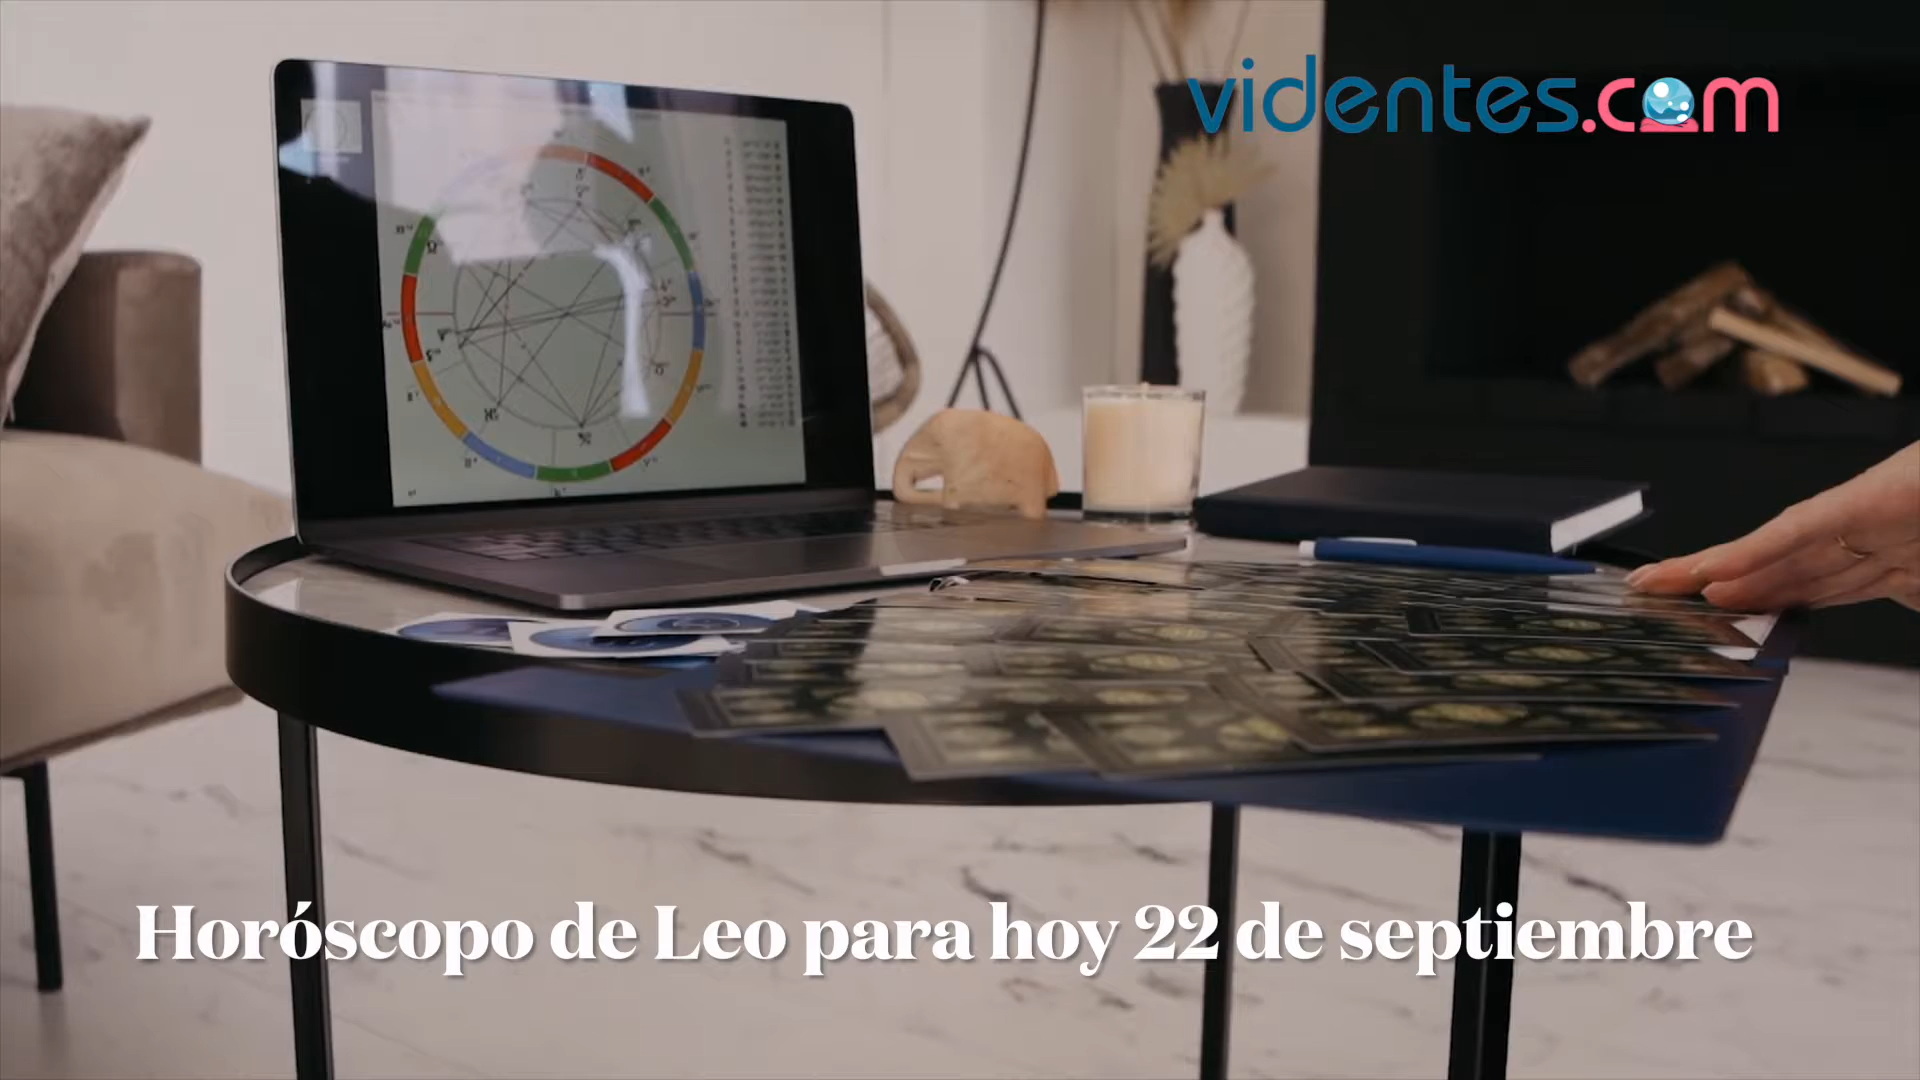 videntes.com
Horóscopo de Leo para hoy 22 de septiembre